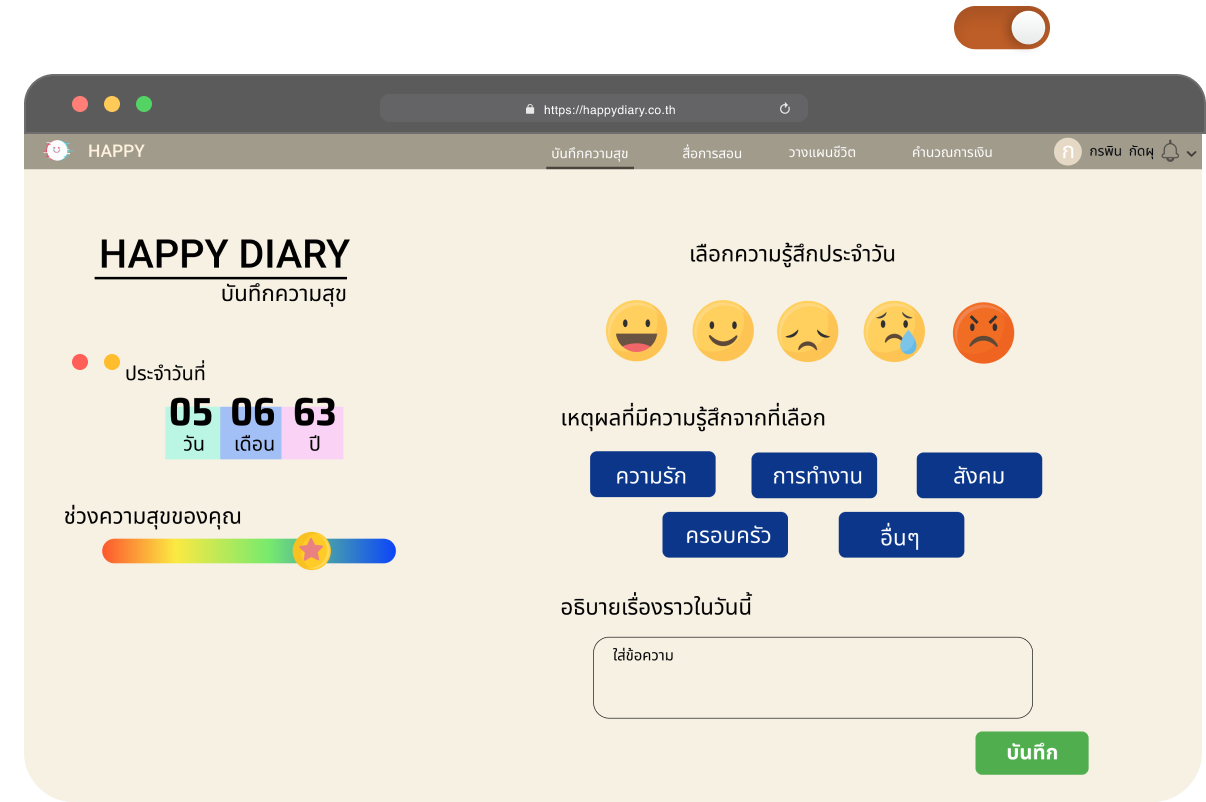 https://happydiary.co.th
HAPPY
บันทึกความสุข
สื่อการสอน
วางแผนชีวิต
คำนวณการเงิน
ก
กรพิน กัดผุ
HAPPY DIARY
บันทึกความสุข
ประจำวันที่
05 06 63
วัน เดือน ปี
ช่วงความสุขของคุณ
เลือกความรู้สึกประจำวัน
เหตุผลที่มีความรู้สึกจากที่เลือก
ความรัก
การทำงาน
สังคม
ครอบครัว
อื่นๆ
อธิบายเรื่องราวในวันนี้
ใส่ข้อความ
บันทึก